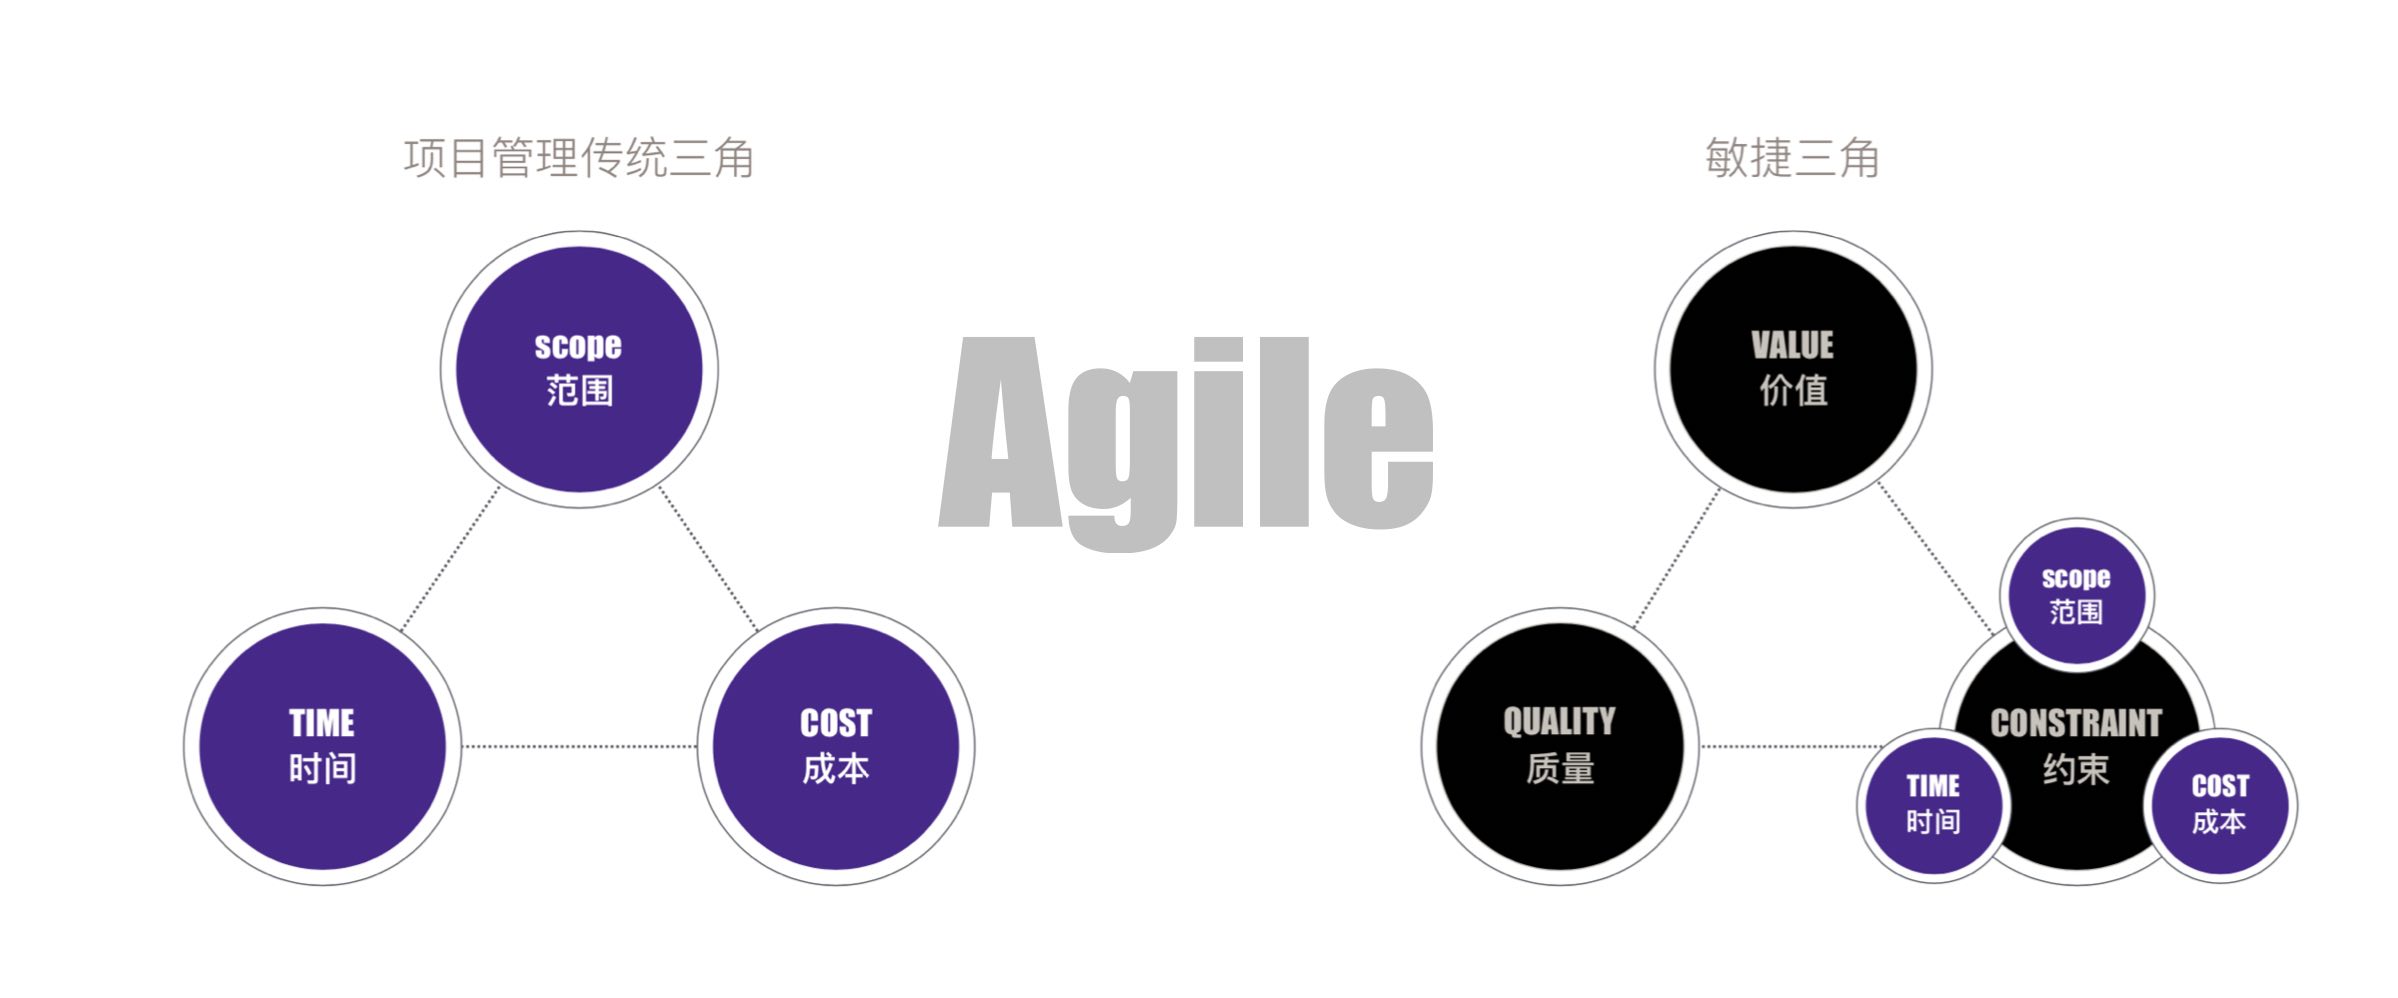 项目管理传统三角
scope
范围
TIME
时间
COST
成本
Agile
敏捷三角
VALUE
价值
QUALITY
质量
CONSTRAINT
约束
scope
范围
TIME
时间
COST
成本